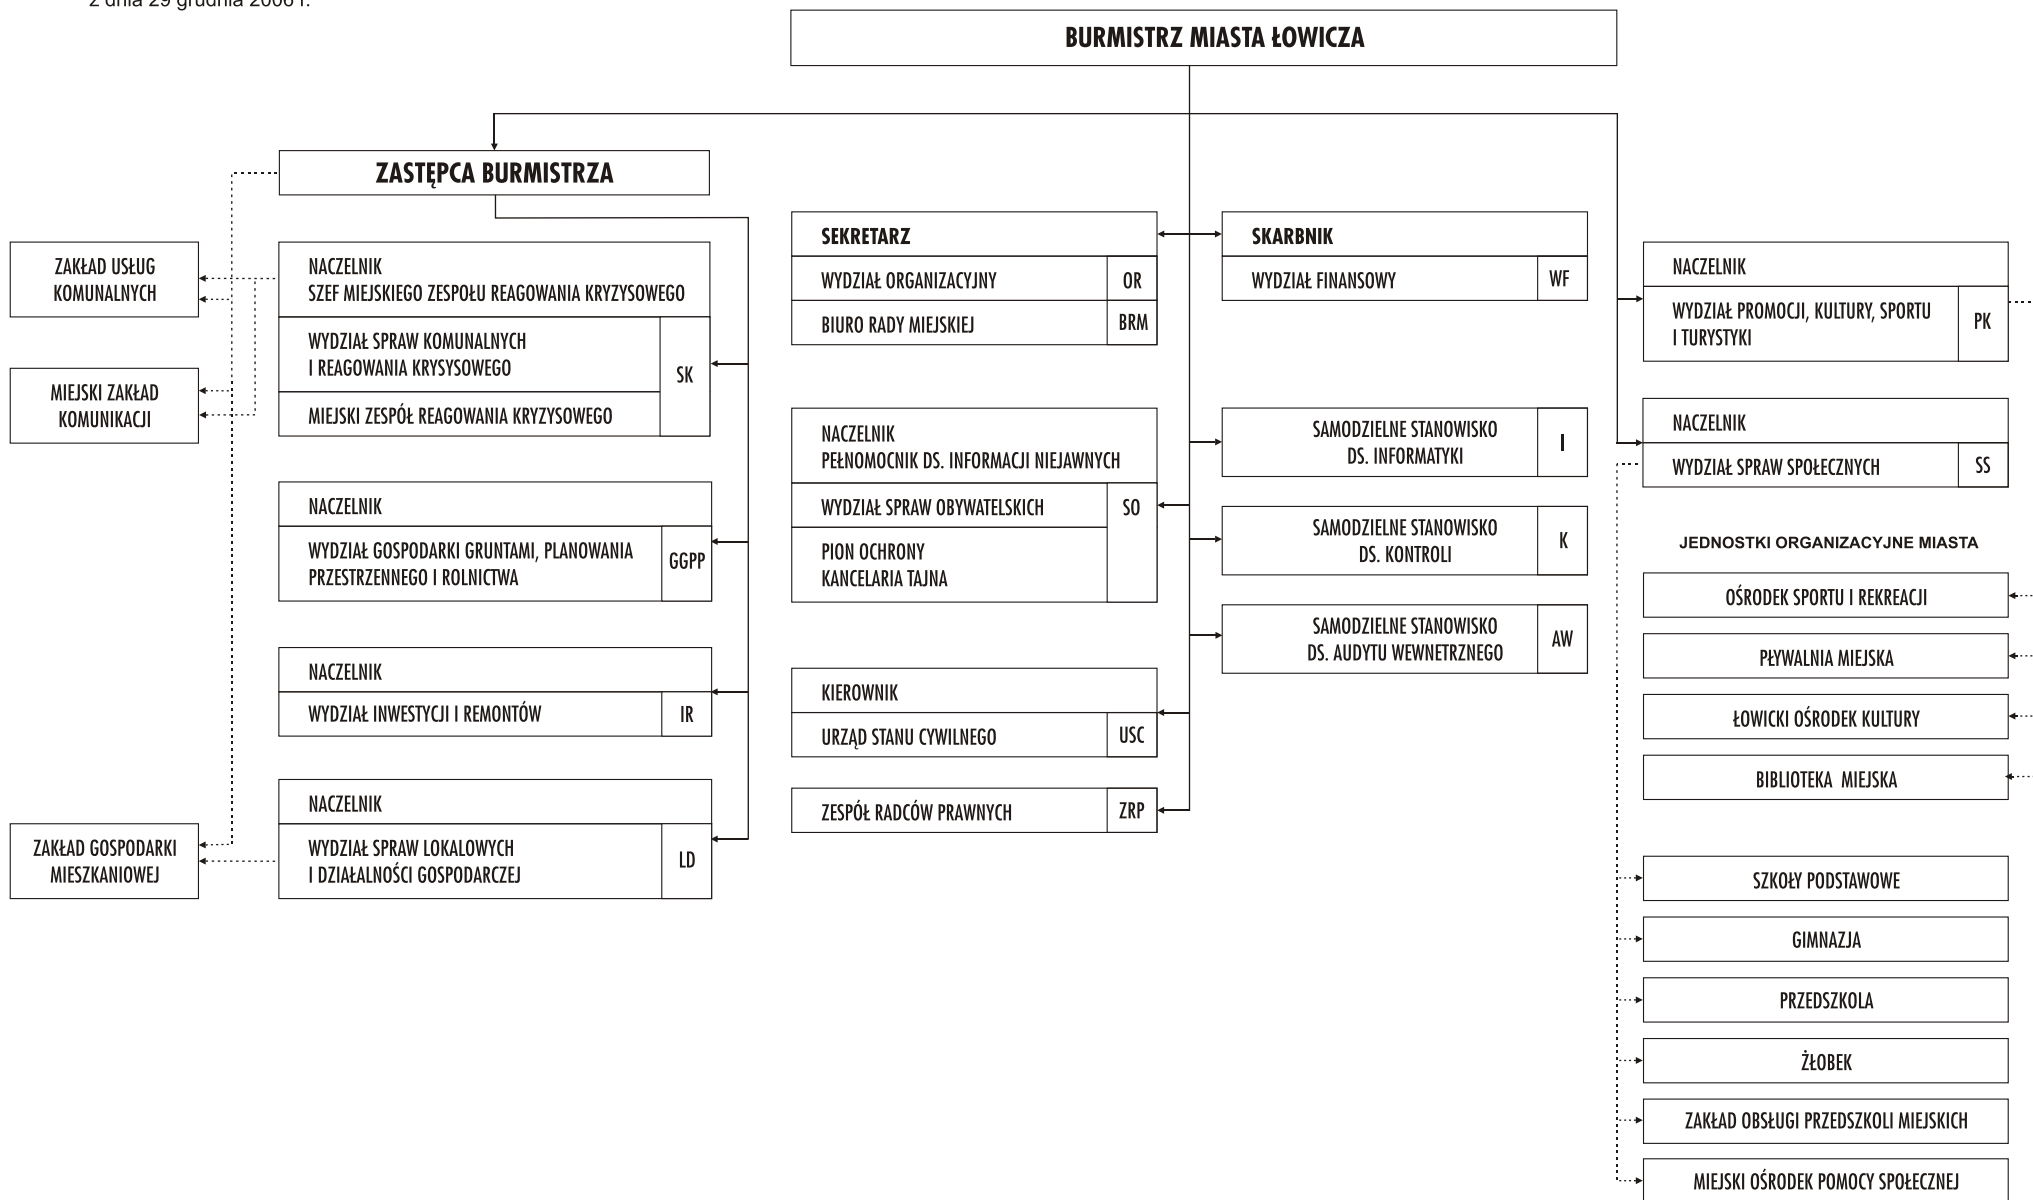 z dnia 29 grudnia 2006 r.
BURMISTRZ MIASTA ŁOWICZA
ZASTĘPCA BURMISTRZA
ZAKŁAD USŁUG
KOMUNALNYCH
MIEJSKI ZAKŁAD
KOMUNIKACJI
ZAKŁAD GOSPODARKI
MIESZKANIOWEJ
NACZELNIK
SZEF MIEJSKIEGO ZESPOŁU REAGOWANIA KRYZYSOWEGO
WYDZIAŁ SPRAW KOMUNALNYCH
I REAGOWANIA KRYSYSOWEGO
SK
MIEJSKI ZESPÓŁ REAGOWANIA KRYZYSOWEGO
NACZELNIK
WYDZIAŁ GOSPODARKI GRUNTAMI, PLANOWANIA
PRZESTRZENNEGO I ROLNICTWA
GGPP
NACZELNIK
WYDZIAŁ INWESTYCJI I REMONTÓW
IR
NACZELNIK
WYDZIAŁ SPRAW LOKALOWYCH
I DZIAŁALNOŚCI GOSPODARCZEJ
LD
SEKRETARZ
WYDZIAŁ ORGANIZACYJNY
OR
BIURO RADY MIEJSKIEJ
BRM
NACZELNIK
PEŁNOMOCNIK DS. INFORMACJI NIEJAWNYCH
WYDZIAŁ SPRAW OBYWATELSKICH
SO
PION OCHRONY
KANCELARIA TAJNA
KIEROWNIK
URZĄD STANU CYWILNEGO
USC
ZESPÓŁ RADCÓW PRAWNYCH
ZRP
SKARBNIK
WYDZIAŁ FINANSOWY
WF
SAMODZIELNE STANOWISKO
DS. INFORMATYKI
I
SAMODZIELNE STANOWISKO
DS. KONTROLI
K
SAMODZIELNE STANOWISKO
DS. AUDYTU WEWNETRZNEGO
AW
NACZELNIK
WYDZIAŁ PROMOCJI, KULTURY, SPORTU
I TURYSTYKI
PK
NACZELNIK
WYDZIAŁ SPRAW SPOŁECZNYCH
SS
JEDNOSTKI ORGANIZACYJNE MIASTA
OŚRODEK SPORTU I REKREACJI
PŁYWALNIA MIEJSKA
ŁOWICKI OŚRODEK KULTURY
BIBLIOTEKA MIEJSKA
SZKOŁY PODSTAWOWE
GIMNAZJA
PRZEDSZKOLA
ŻŁOBEK
ZAKŁAD OBSŁUGI PRZEDSZKOLI MIEJSKICH
MIEJSKI OŚRODEK POMOCY SPOŁECZNEJ